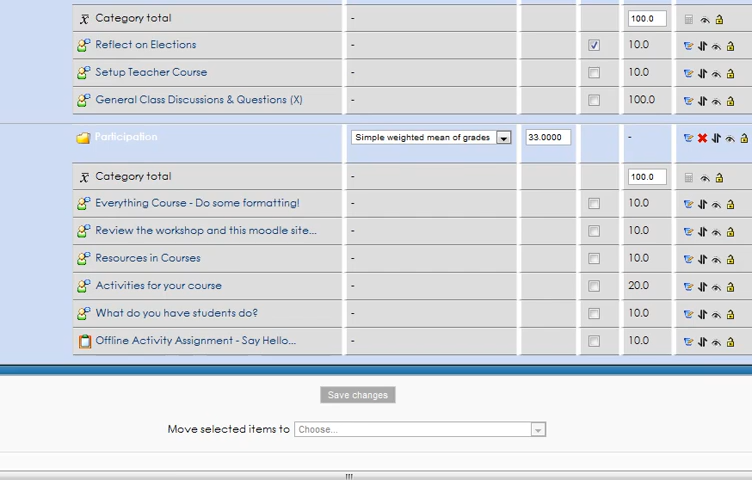 Category total - 100.0
Reflect on Elections - 10.0
Setup Teacher Course - 10.0
General Class Discussions & Questions (X) - 100.0
Participation Simple weighted mean of grades 33.0000 -
Category total - 100.0
Everything Course - Do some formatting! - 10.0
Review the workshop and this moodle site... - 10.0
Resources in Courses - 10.0
Activities for your course - 20.0
What do you have students do? - 10.0
Offline Activity Assignment - Say Hello... - 10.0
Save changes
Move selected items to Choose...